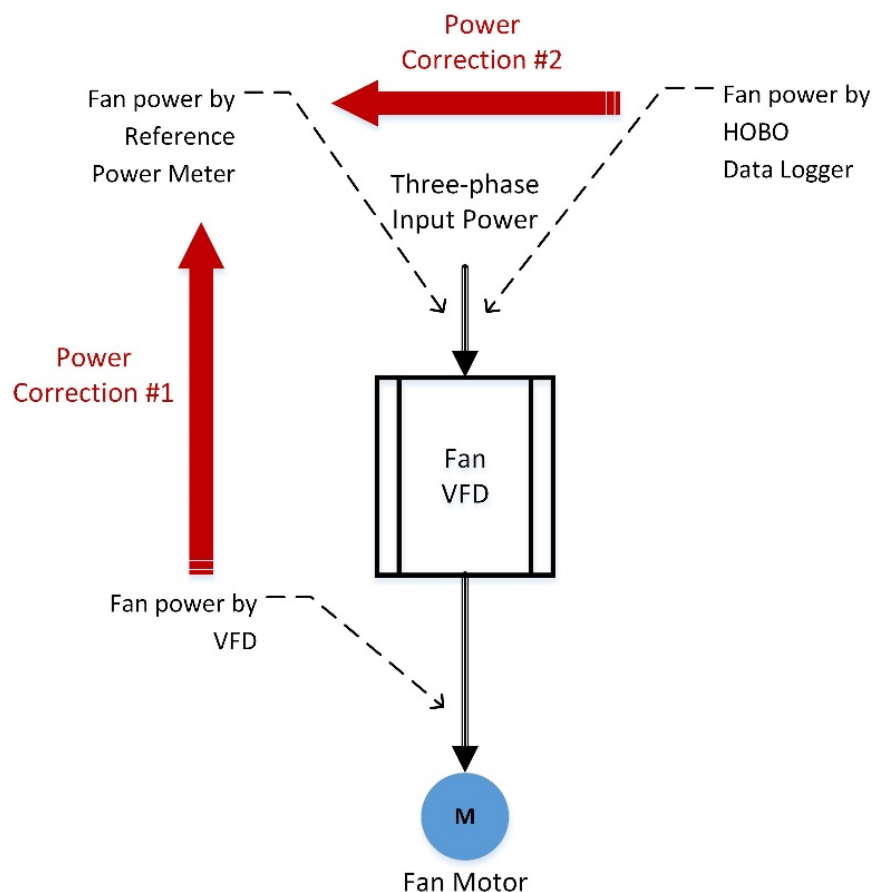 Power
Correction #2
Fan power by
Reference
Power Meter
Fan power by
HOBO
Data Logger
Three-phase
Input Power
Power
Correction #1
Fan
VFD
Fan power by
VFD
M
Fan Motor